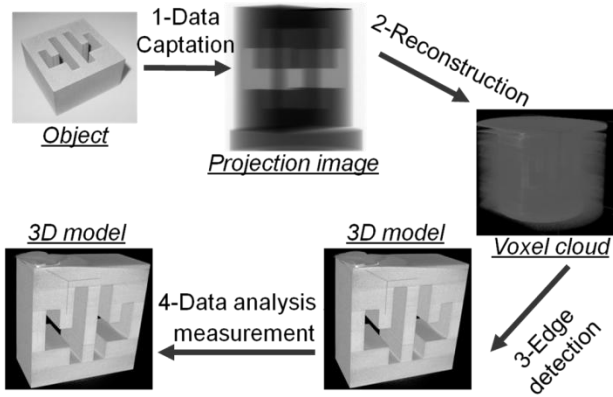 1-Data
Captation
2-Reconstruction
Object
Projection image
Voxel cloud
3-Edge
detection
3D model
4-Data analysis
measurement
3D model